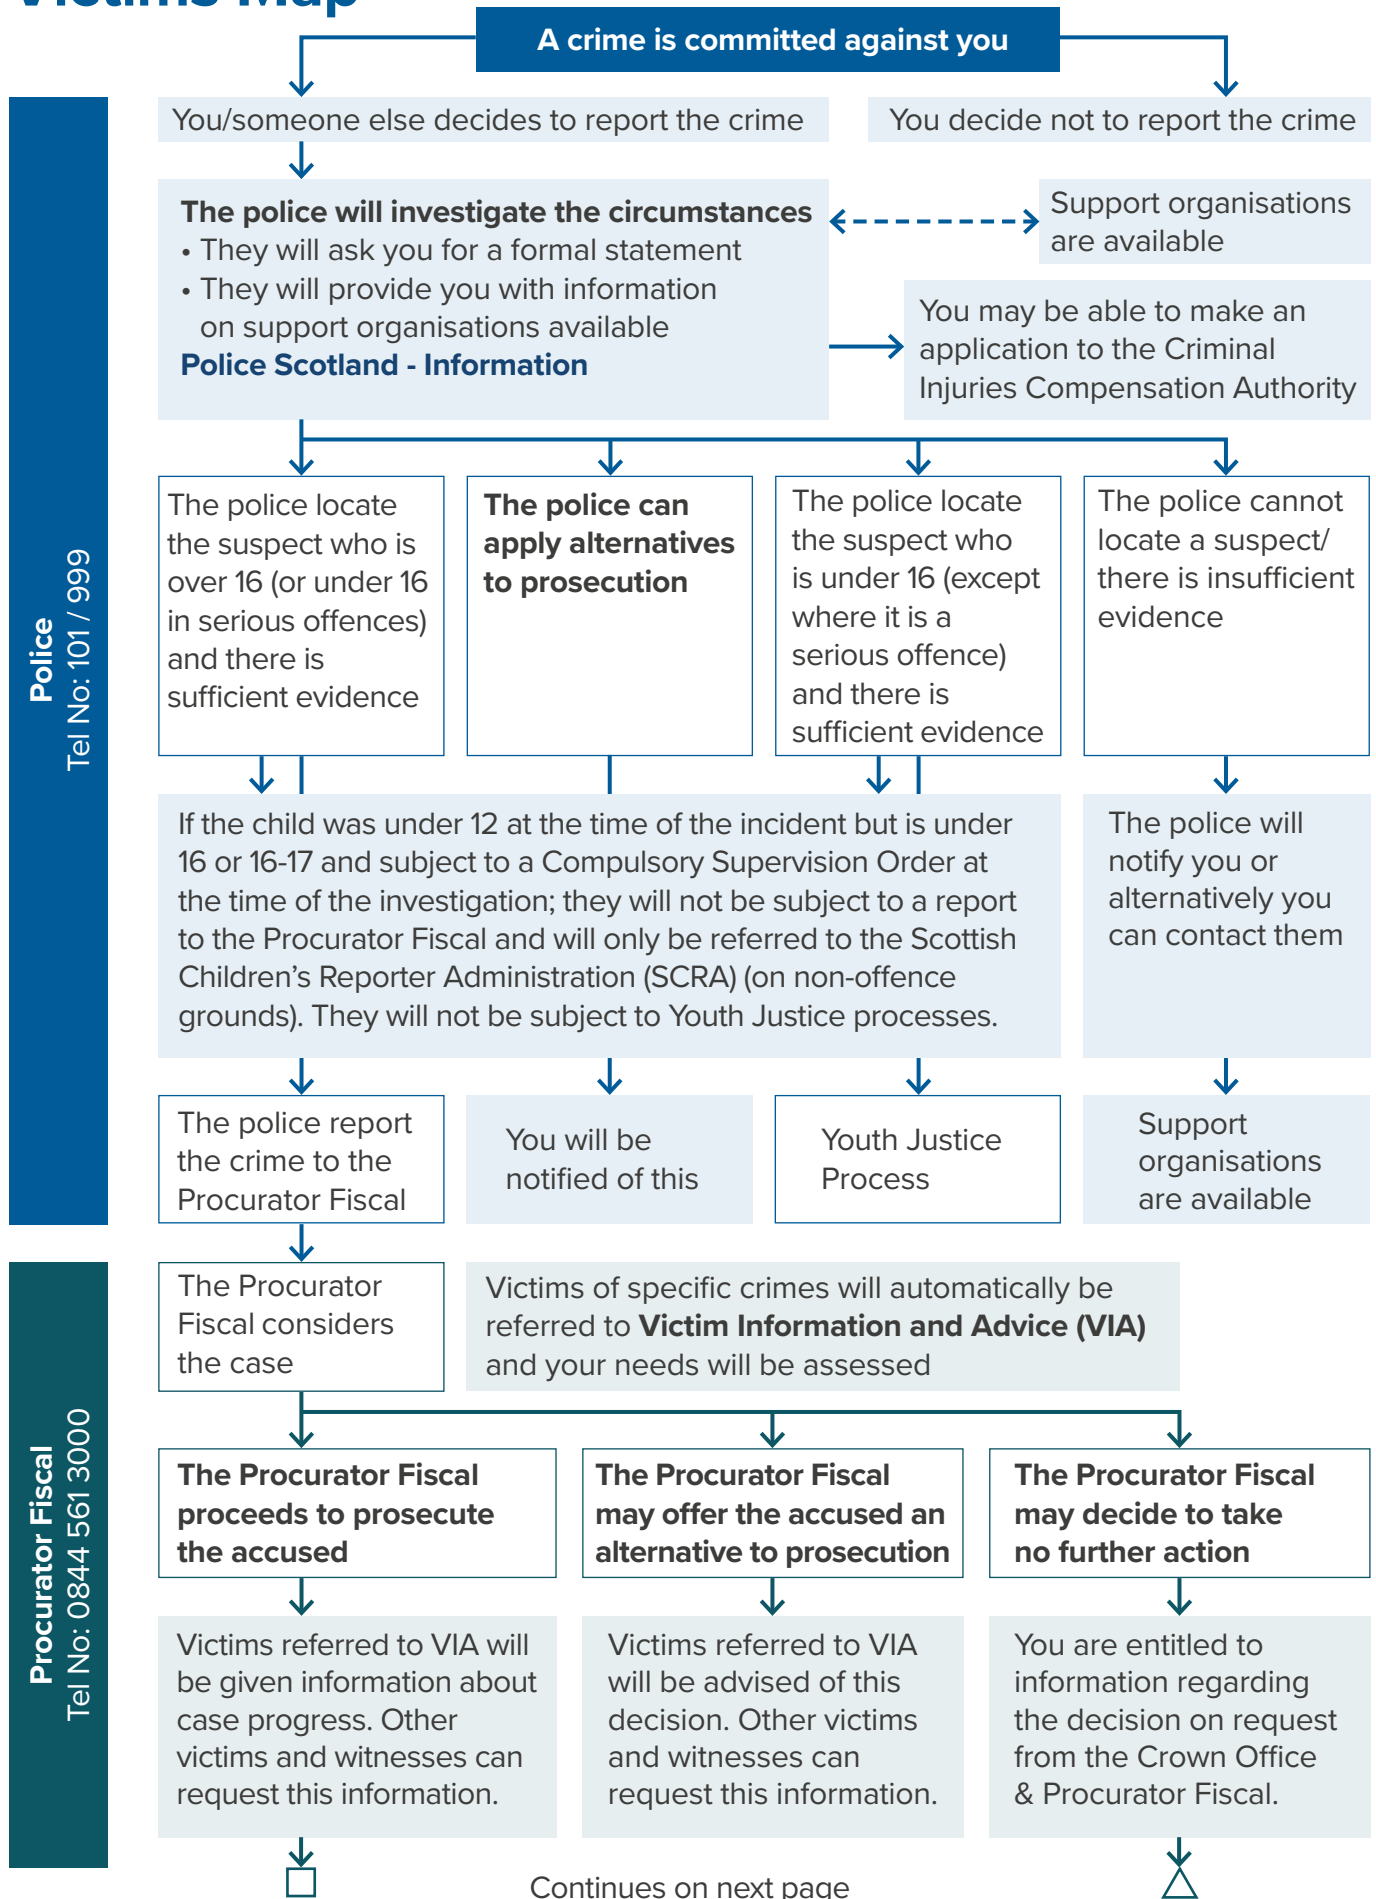 Victims Map
A crime is committed against you
You/someone else decides to report the crime
You decide not to report the crime
The police will investigate the circumstances
• They will ask you for a formal statement
• They will provide you with information
on support organisations available
Police Scotland - Information
Support organisations
are available
You may be able to make an
application to the Criminal
Injuries Compensation Authority
Police
Tel No: 101 / 999
The police locate
the suspect who is
over 16 (or under 16
in serious offences)
and there is
sufficient evidence
The police can
apply alternatives
to prosecution
The police locate
the suspect who
is under 16 (except
where it is a
serious offence)
and there is
sufficient evidence
The police cannot
locate a suspect/
there is insufficient
evidence
If the child was under 12 at the time of the incident but is under
16 or 16-17 and subject to a Compulsory Supervision Order at
the time of the investigation; they will not be subject to a report
to the Procurator Fiscal and will only be referred to the Scottish
Children’s Reporter Administration (SCRA) (on non-offence
grounds). They will not be subject to Youth Justice processes.
The police will
notify you or
alternatively you
can contact them
The police report
the crime to the
Procurator Fiscal
You will be
notified of this
Youth Justice
Process
Support
organisations
are available
Procurator Fiscal
Tel No: 0844 561 3000
The Procurator
Fiscal considers
the case
Victims of specific crimes will automatically be
referred to Victim Information and Advice (VIA)
and your needs will be assessed
The Procurator Fiscal
proceeds to prosecute
the accused
The Procurator Fiscal
may offer the accused an
alternative to prosecution
The Procurator Fiscal
may decide to take
no further action
Victims referred to VIA will
be given information about
case progress. Other
victims and witnesses can
request this information.
Victims referred to VIA
will be advised of this
decision. Other victims
and witnesses can
request this information.
You are entitled to
information regarding
the decision on request
from the Crown Office
& Procurator Fiscal.
Continues on next page